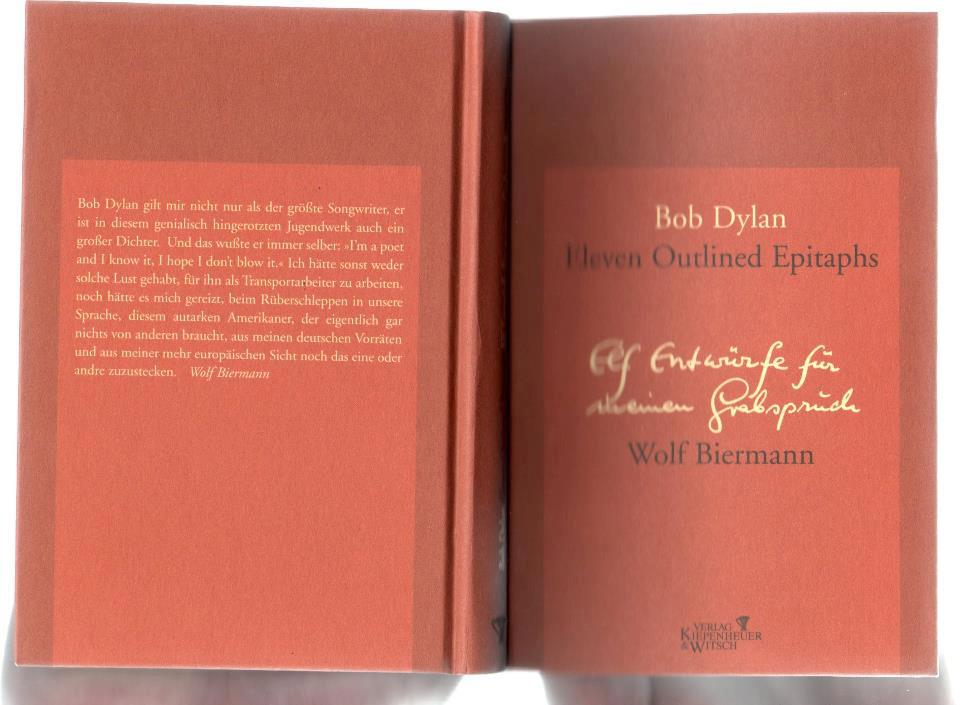 Bob Dylan gilt mir nicht nur als der größte Songwriter, er
ist in diesem genialisch hingerotzten Jugendwerk auch ein
großer Dichter. Und das wußte er immer selber: »I'm a poet
and I know it, I hope I don't blow it.« Ich hätte sonst weder
solche Lust gehabt, für ihn als Transportarbeiter zu arbeiten,
noch hätte es mich gereizt, beim Rüberschleppen in unsere
Sprache, diesem autarken Amerikaner, der eigentlich gar
nichts von anderen braucht, aus meinen deutschen Vorräten
und aus meiner mehr europäischen Sicht noch das eine oder
andre zuzustecken. Wolf Biermann
Bob Dylan
Eleven Outlined Epitaphs
Elf Entwürfe für
meinen Grabspruch
Wolf Biermann
VERLAG
KIEPENHEUER
& WITSCH